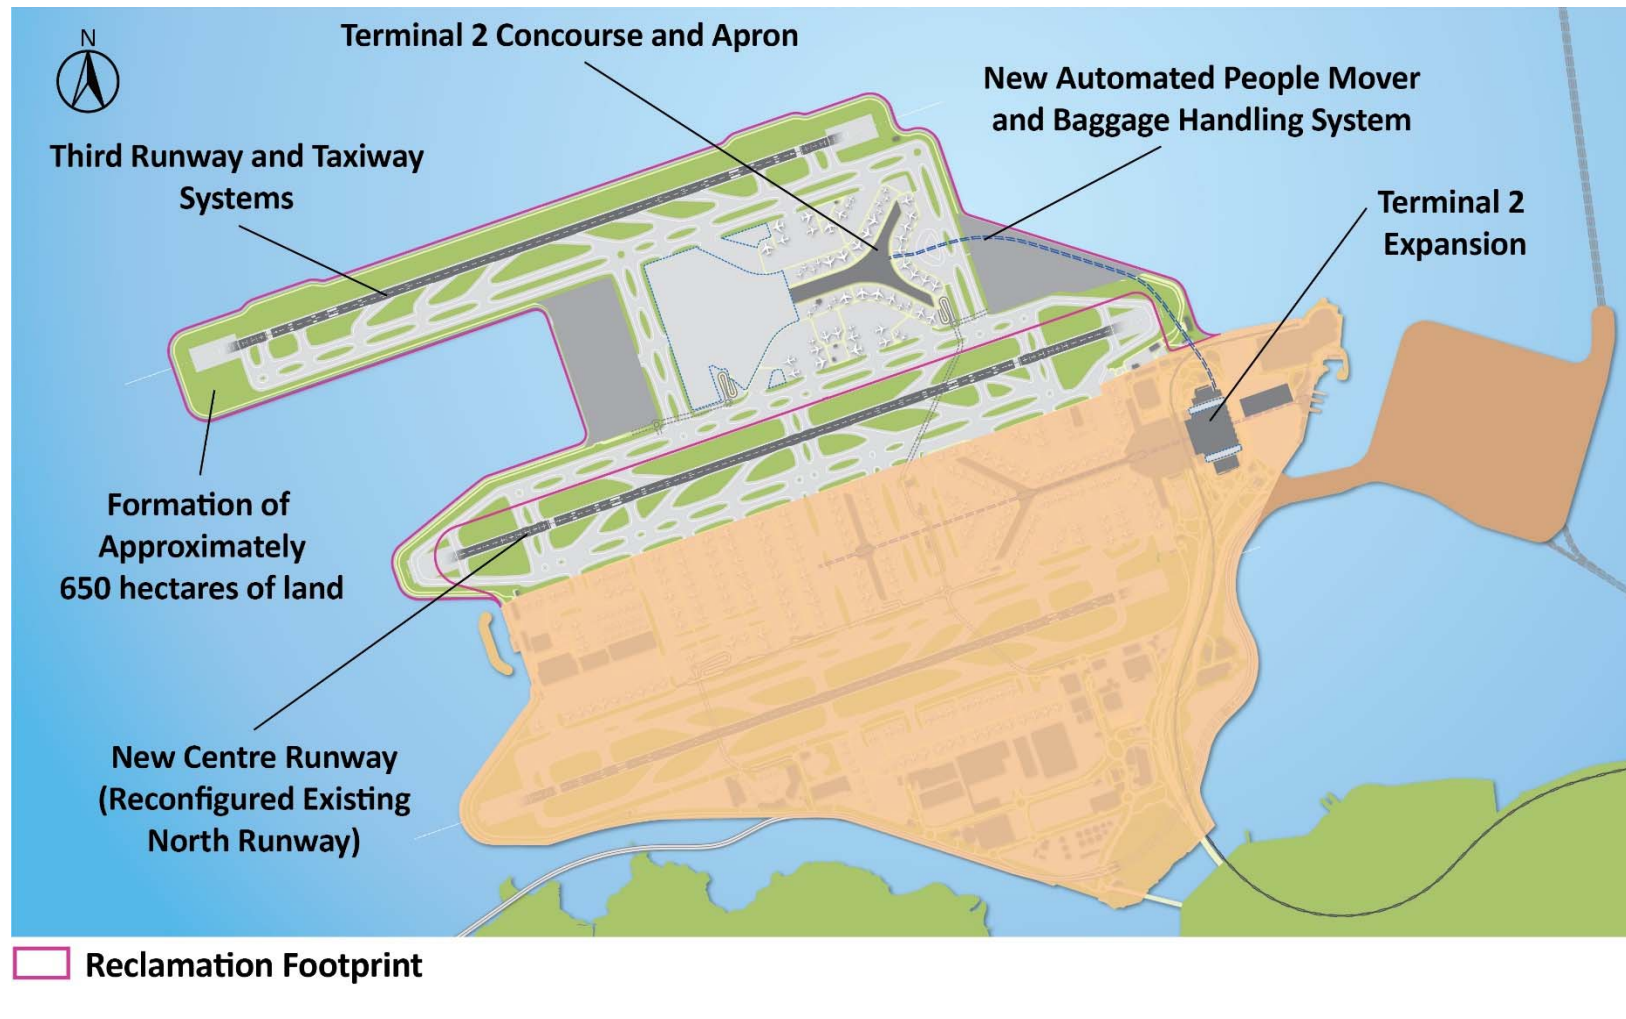 N
Terminal 2 Concourse and Apron
New Automated People Mover
and Baggage Handling System
Third Runway and Taxiway
Systems
Terminal 2
Expansion
Formation of
Approximately
650 hectares of land
New Centre Runway
(Reconfigured Existing
North Runway)
Reclamation Footprint